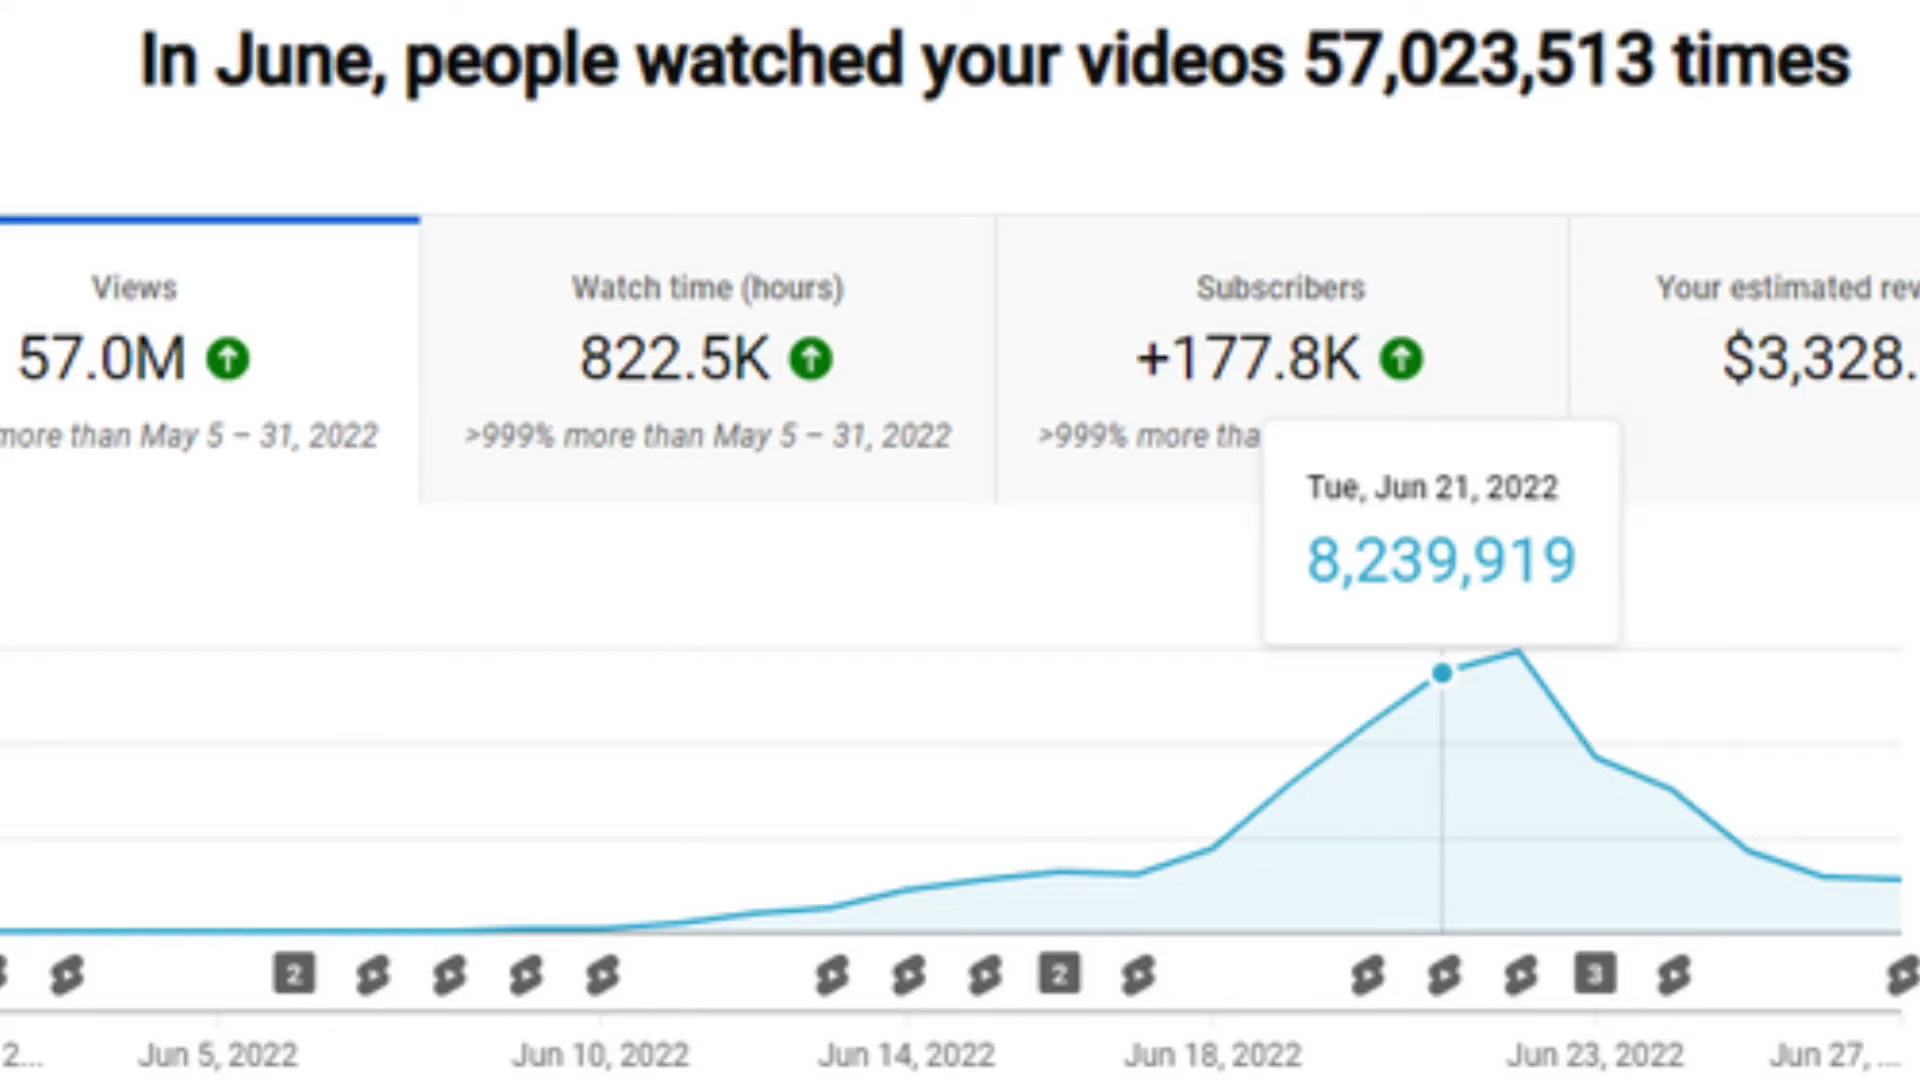 In June, people watched your videos 57,023,513 times
Views
57.0M
more than May 5 – 31, 2022
Watch time (hours)
822.5K
>999% more than May 5 – 31, 2022
Subscribers
+177.8K
>999% more tha
Your estimated rev
$3,328.
Tue, Jun 21, 2022
8,239,919
2 2 3
2... Jun 5, 2022 Jun 10, 2022 Jun 14, 2022 Jun 18, 2022 Jun 23, 2022 Jun 27, ...